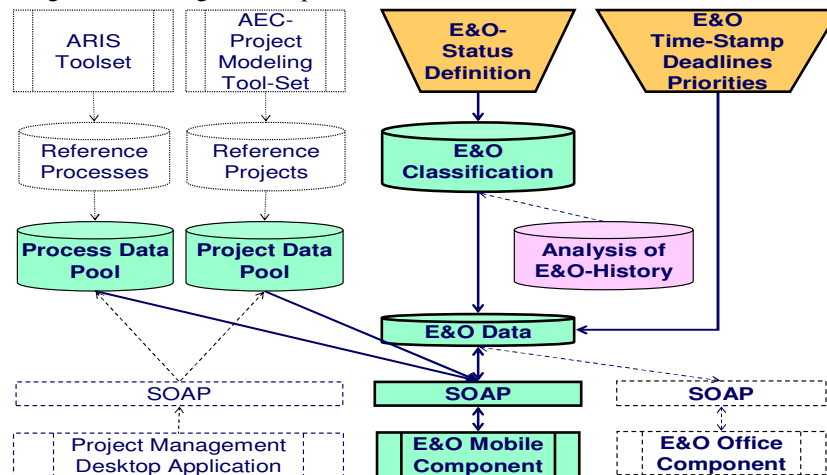 ARIS
Toolset
AEC-
Project
Modeling
Tool-Set
E&O-
Status
Definition
E&O
Time-Stamp
Deadlines
Priorities
Reference
Processes
Reference
Projects
E&O
Classification
Process Data
Pool
Project Data
Pool
Analysis of
E&O-History
E&O Data
SOAP
SOAP
SOAP
Project Management
Desktop Application
E&O Mobile
Component
E&O Office
Component